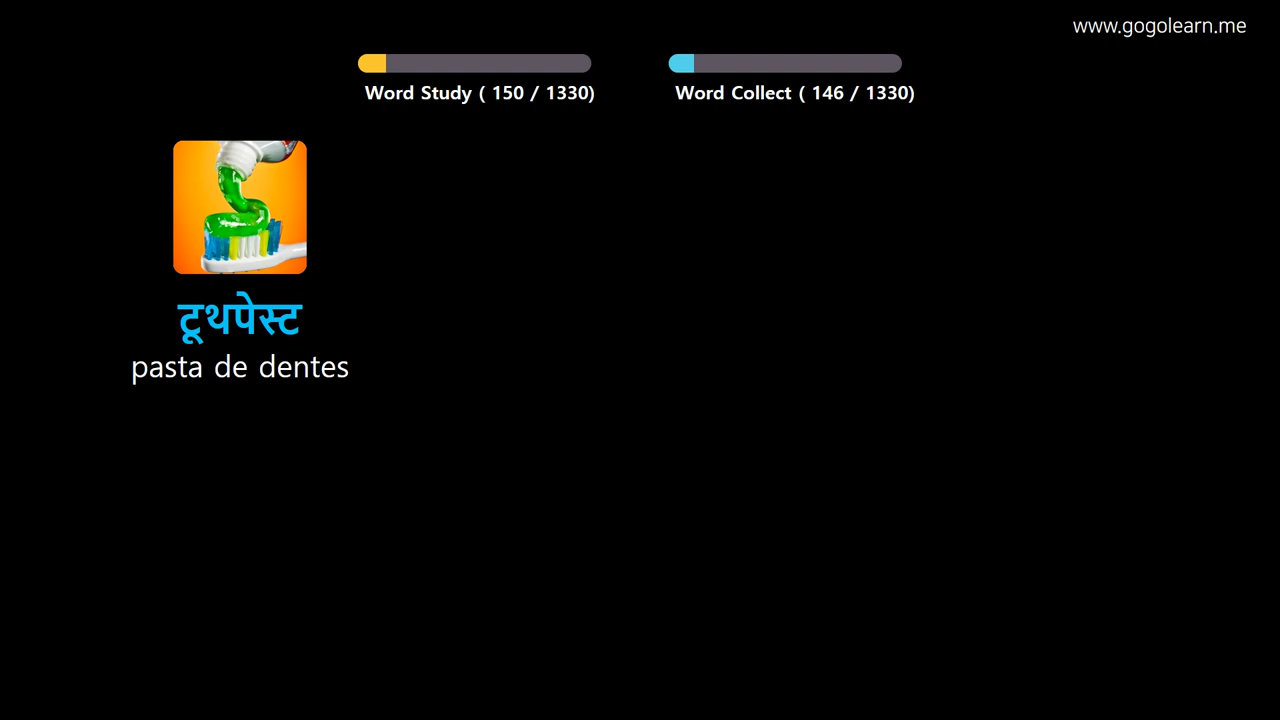 www.gogolearn.me
Word Study ( 150 / 1330)
Word Collect ( 146 / 1330)
टूथपेस्ट
pasta de dentes